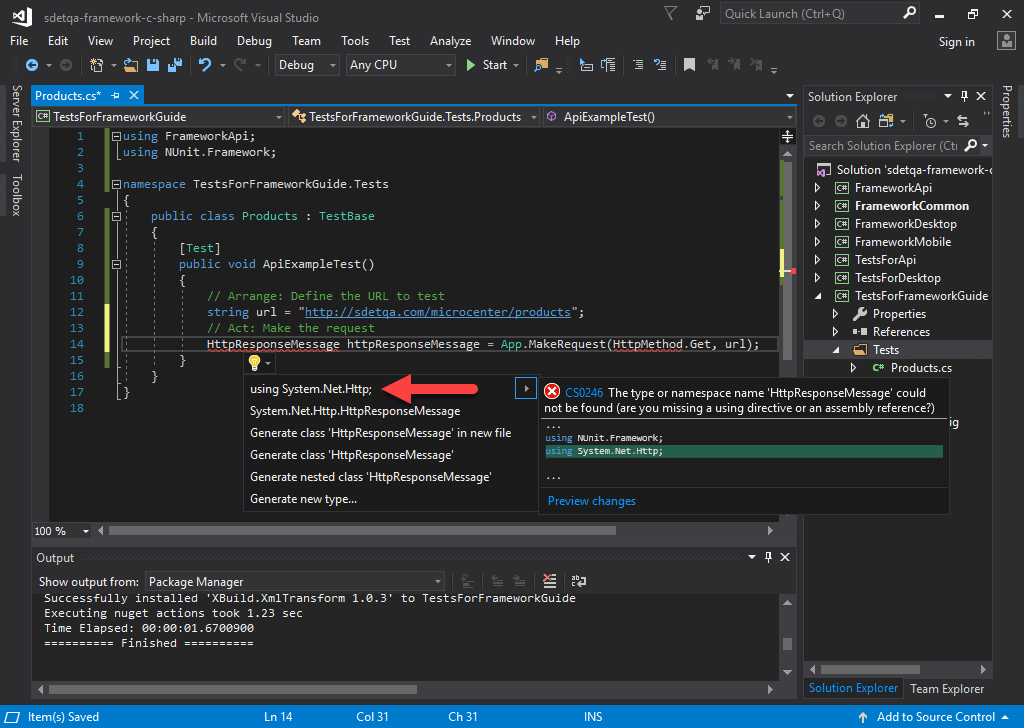 sdetqa-framework-c-sharp - Microsoft Visual Studio
Quick Launch (Ctrl+Q)
File Edit View Project Build Debug Team Tools Test Analyze Window Help
Sign in
Debug Any CPU Start
Server Explorer
Toolbox
Products.cs*
TestsForFrameworkGuide TestsForFrameworkGuide.Tests.Products ApiExampleTest()
1 using FrameworkApi;
2 using NUnit.Framework;
3
4 namespace TestsForFrameworkGuide.Tests
5 {
6 public class Products : TestBase
7 {
8 [Test]
9 public void ApiExampleTest()
10 {
11 // Arrange: Define the URL to test
12 string url = "http://sdetqa.com/microcenter/products";
13 // Act: Make the request
14 HttpResponseMessage httpResponseMessage = App.MakeRequest(HttpMethod.Get, url);
15 }
16 }
17 }
18
using System.Net.Http;
System.Net.Http.HttpResponseMessage
Generate class 'HttpResponseMessage' in new file
Generate class 'HttpResponseMessage'
Generate nested class 'HttpResponseMessage'
Generate new type...
CS0246 The type or namespace name 'HttpResponseMessage' could
not be found (are you missing a using directive or an assembly reference?)
...
using NUnit.Framework;
using System.Net.Http;
...
Preview changes
100 %
Output
Show output from: Package Manager
Successfully installed 'XBuild.XmlTransform 1.0.3' to TestsForFrameworkGuide
Executing nuget actions took 1.23 sec
Time Elapsed: 00:00:01.6700900
========== Finished ==========
Solution Explorer
Search Solution Explorer (Ctrl
Solution 'sdetqa-framework-c
C# FrameworkApi
C# FrameworkCommon
C# FrameworkDesktop
C# FrameworkMobile
C# TestsForApi
C# TestsForDesktop
C# TestsForFrameworkGuide
Properties
References
Tests
C# Products.cs
ig
Solution Explorer Team Explorer
Properties
Item(s) Saved Ln 14 Col 31 Ch 31 INS Add to Source Control